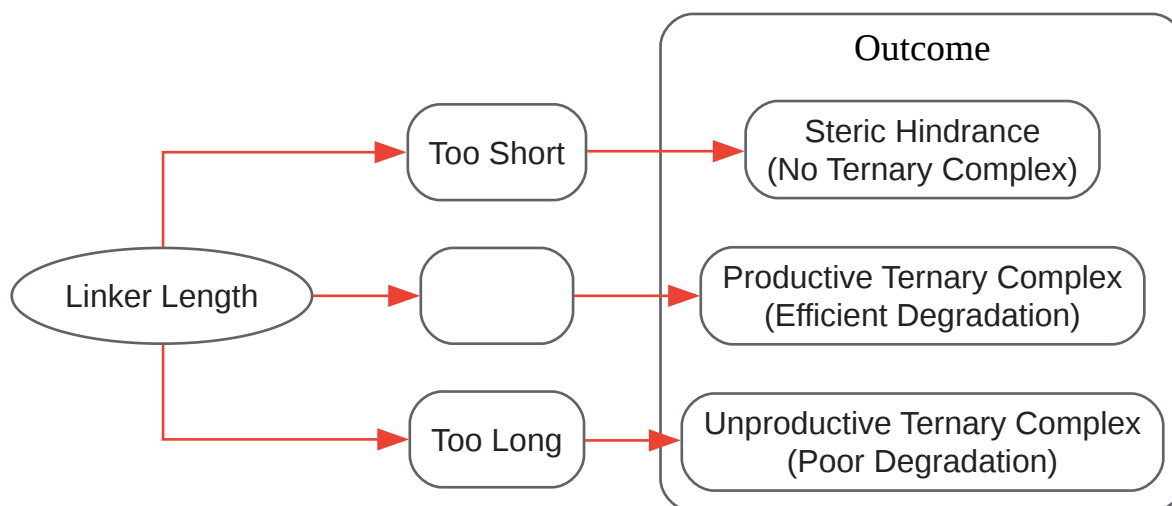 Outcome
Too Short
Steric Hindrance
(No Ternary Complex)
Linker Length
Productive Ternary Complex
(Efficient Degradation)
Too Long
Unproductive Ternary Complex
(Poor Degradation)